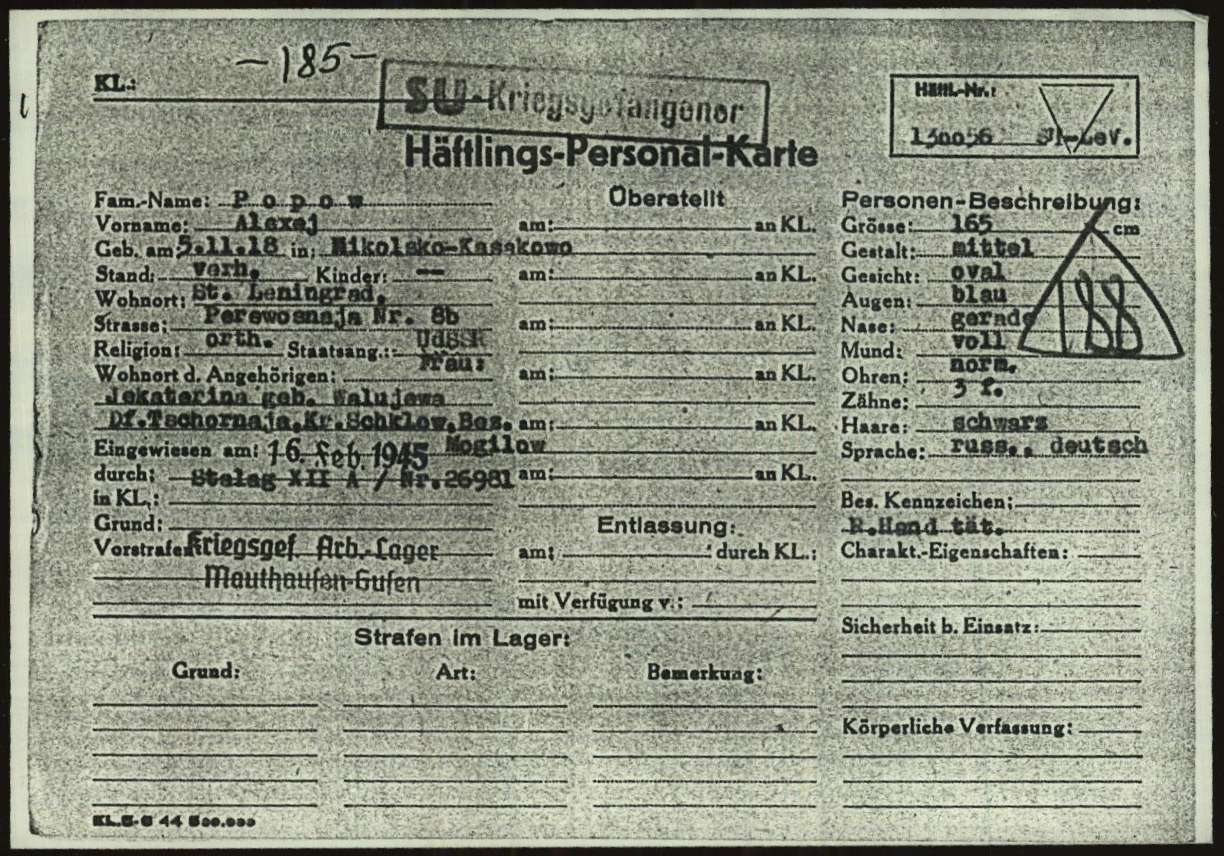 -185-
KL.:
SU-Kriegsgefangener
Häftl.-Nr.:
130056
Häftlings-Personal-Karte
Fam.-Name: Popow
Vorname: Alexej
Geb. am 5.11.18 in: Nikolsko-Kasakowo
Stand: verh. Kinder: --
Wohnort: St. Leningrad,
Strasse: Perewosnaja Nr. 8b
Religion: orth. Staatsang.: UdSSR
Wohnort d. Angehörigen: Frau:
Jekaterina geb. Walujewa
Df.Tschornaja,Kr.Schklow,Bez.
Mogilow
Eingewiesen am: 16. Feb. 1945
durch: Stalag XII A / Nr.26981
in KL.:
Grund:
Vorstrafen
Kriegsgef. Arb.-Lager
Mauthausen-Gusen
Überstellt
am: an KL.
am: an KL.
am: an KL.
am: an KL.
am: an KL.
am: an KL.
Entlassung:
am: durch KL.:
mit Verfügung v.:
Personen-Beschreibung:
Grösse: 165 cm
Gestalt: mittel
Gesicht: oval
Augen: blau
Nase: gerade
Mund: voll
Ohren: norm.
Zähne: 3 f.
Haare: schwarz
Sprache: russ., deutsch
188
Bes. Kennzeichen:
R.Hand tät.
Charakt.-Eigenschaften:
Sicherheit b. Einsatz:
Körperliche Verfassung:
Strafen im Lager:
Grund: Art: Bemerkung: